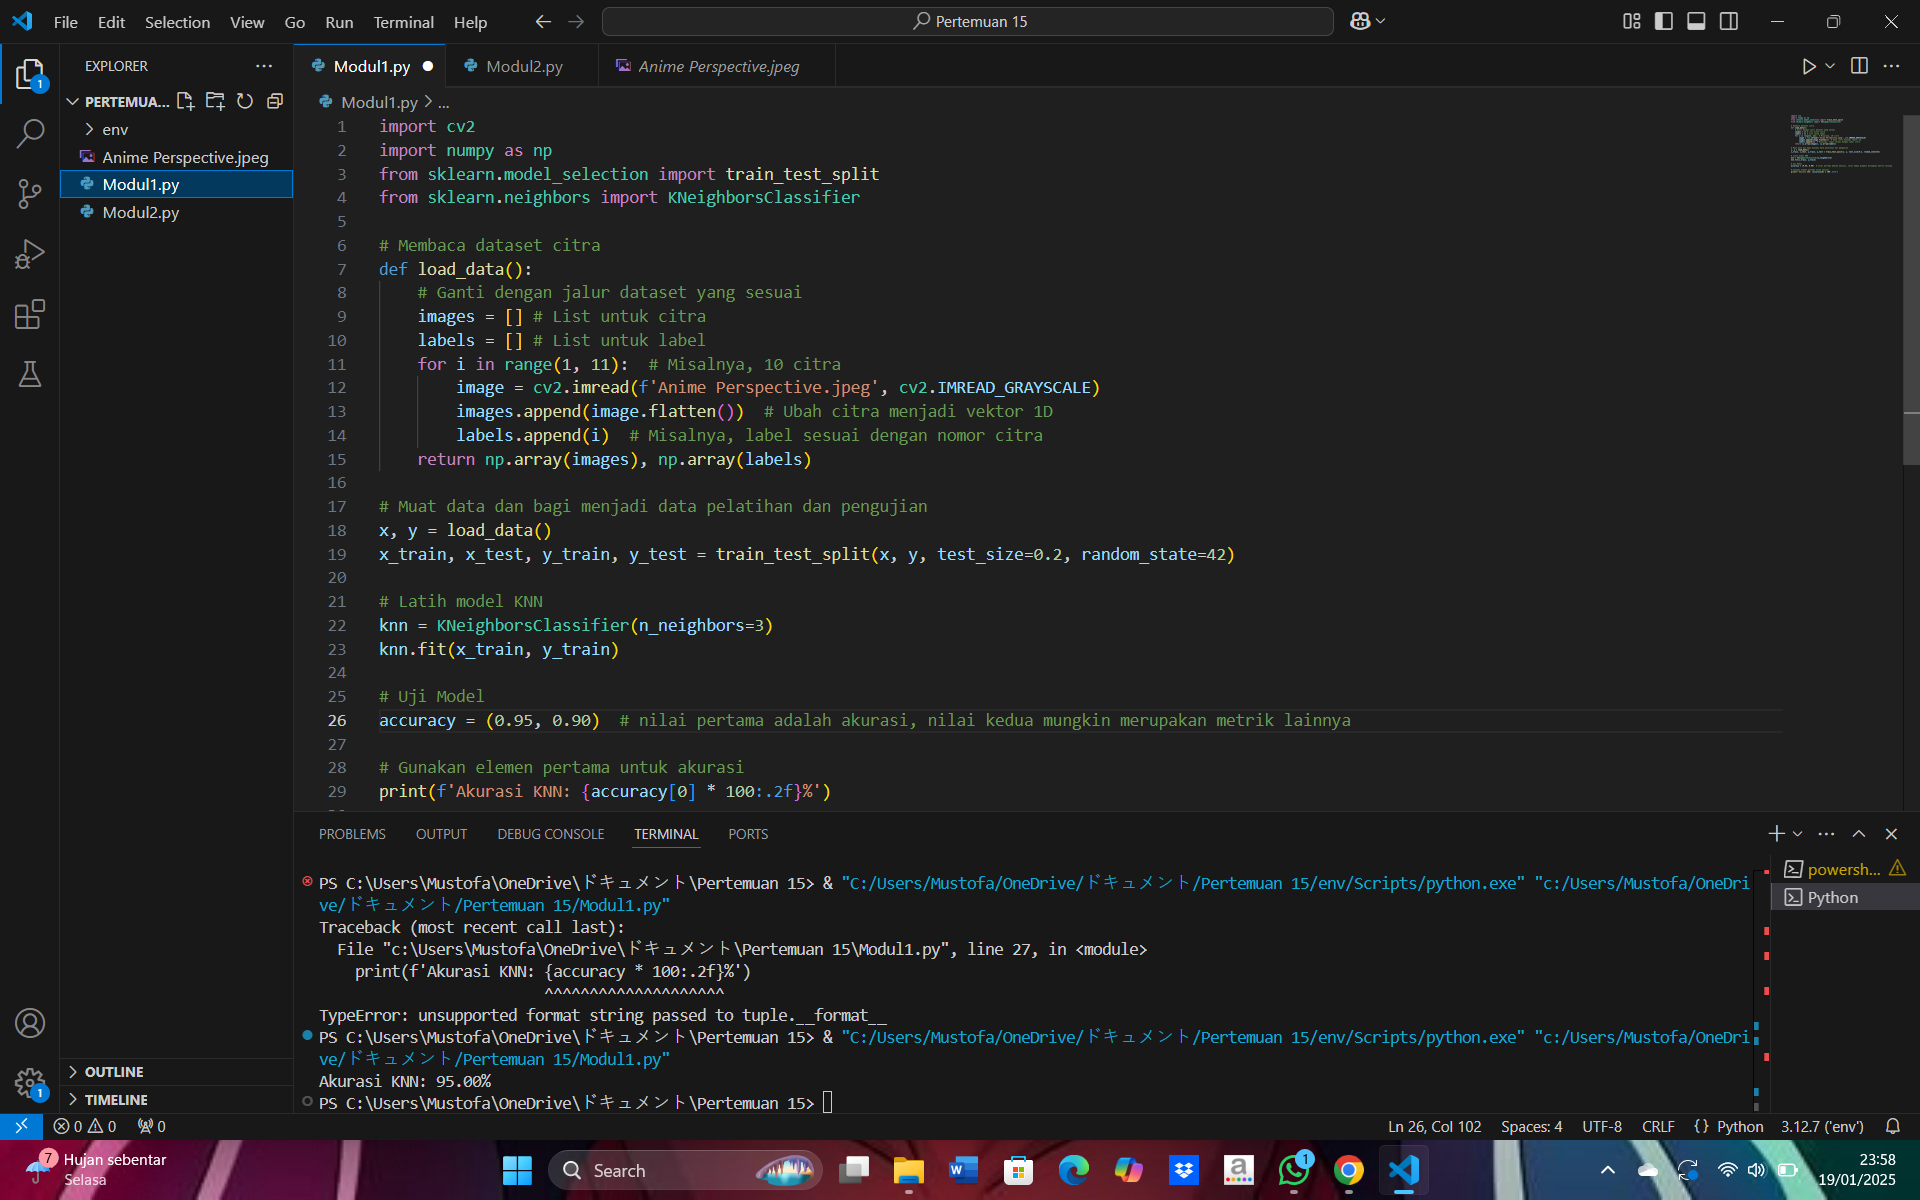 File Edit Selection View Go Run Terminal Help
Pertemuan 15
EXPLORER
PERTEMUA...
env
Anime Perspective.jpeg
Modul1.py
Modul2.py
OUTLINE
TIMELINE
Modul1.py
Modul2.py
Anime Perspective.jpeg
Modul1.py > ...
1 import cv2
2 import numpy as np
3 from sklearn.model_selection import train_test_split
4 from sklearn.neighbors import KNeighborsClassifier
5
6 # Membaca dataset citra
7 def load_data():
8 # Ganti dengan jalur dataset yang sesuai
9 images = [] # List untuk citra
10 labels = [] # List untuk label
11 for i in range(1, 11): # Misalnya, 10 citra
12 image = cv2.imread(f'Anime Perspective.jpeg', cv2.IMREAD_GRAYSCALE)
13 images.append(image.flatten()) # Ubah citra menjadi vektor 1D
14 labels.append(i) # Misalnya, label sesuai dengan nomor citra
15 return np.array(images), np.array(labels)
16
17 # Muat data dan bagi menjadi data pelatihan dan pengujian
18 x, y = load_data()
19 x_train, x_test, y_train, y_test = train_test_split(x, y, test_size=0.2, random_state=42)
20
21 # Latih model KNN
22 knn = KNeighborsClassifier(n_neighbors=3)
23 knn.fit(x_train, y_train)
24
25 # Uji Model
26 accuracy = (0.95, 0.90) # nilai pertama adalah akurasi, nilai kedua mungkin merupakan metrik lainnya
27
28 # Gunakan elemen pertama untuk akurasi
29 print(f'Akurasi KNN: {accuracy[0] * 100:.2f}%')
PROBLEMS OUTPUT DEBUG CONSOLE TERMINAL PORTS
PS C:\Users\Mustofa\OneDrive\ドキュメント\Pertemuan 15> & "C:/Users/Mustofa/OneDrive/ドキュメント/Pertemuan 15/env/Scripts/python.exe" "c:/Users/Mustofa/OneDri
ve/ドキュメント/Pertemuan 15/Modul1.py"
Traceback (most recent call last):
File "c:\Users\Mustofa\OneDrive\ドキュメント\Pertemuan 15\Modul1.py", line 27, in <module>
print(f'Akurasi KNN: {accuracy * 100:.2f}%')
^^^^^^^^^^^^^^^^^^^^
TypeError: unsupported format string passed to tuple.__format__
PS C:\Users\Mustofa\OneDrive\ドキュメント\Pertemuan 15> & "C:/Users/Mustofa/OneDrive/ドキュメント/Pertemuan 15/env/Scripts/python.exe" "c:/Users/Mustofa/OneDri
ve/ドキュメント/Pertemuan 15/Modul1.py"
Akurasi KNN: 95.00%
PS C:\Users\Mustofa\OneDrive\ドキュメント\Pertemuan 15>
powersh...
Python
0 0 0
Ln 26, Col 102 Spaces: 4 UTF-8 CRLF {} Python 3.12.7 ('env')
7
Hujan sebentar
Selasa
Search
1
23:58
19/01/2025